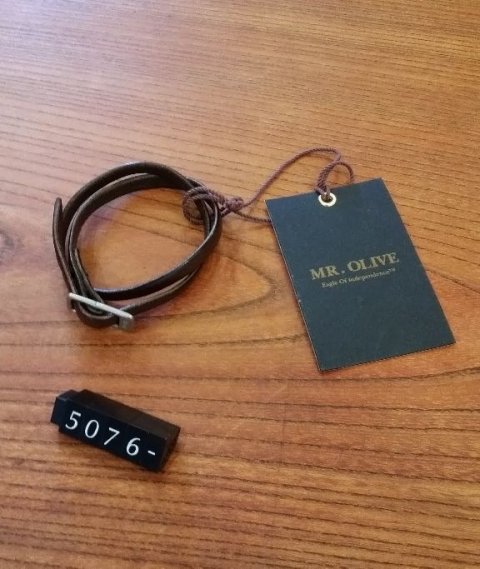 MR. OLIVE
Eagle Of Independence™
5076-